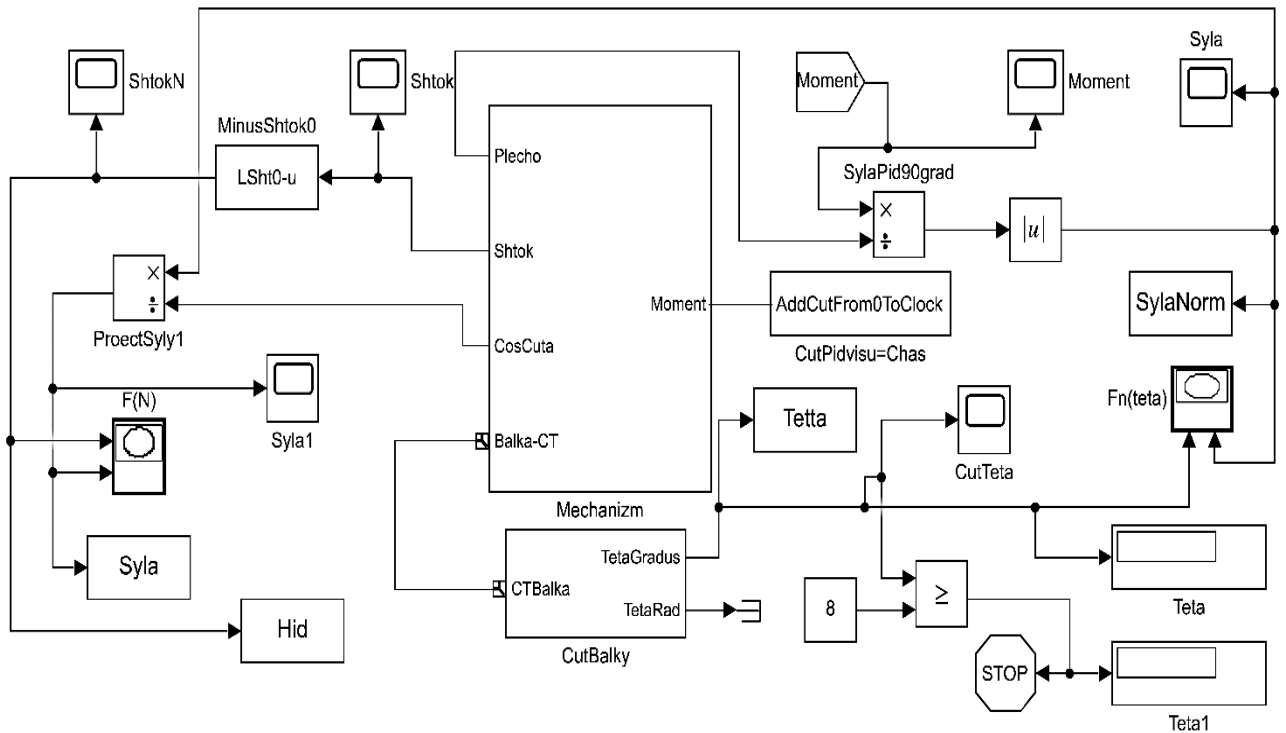 Syla
ShtokN
Shtok
Moment
Moment
MinusShtok0
LSht0-u
Plecho
SylaPid90grad
×
÷
|u|
Shtok
×
÷
ProectSyly1
Moment
AddCutFrom0ToClock
CutPidvisu=Chas
SylaNorm
CosCuta
Syla1
F(N)
Tetta
CutTeta
Fn(teta)
Balka-CT
Mechanizm
Syla
TetaGradus
CTBalka
TetaRad
CutBalky
8
≥
Teta
Hid
STOP
Teta1